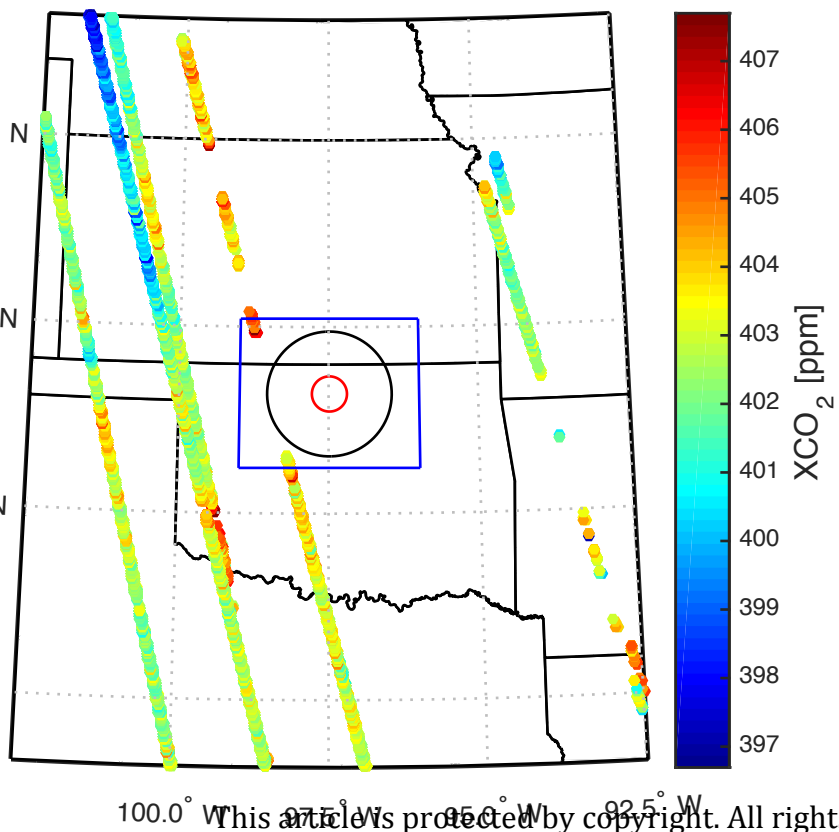 407
406
N
405
404
N
403
402
401
N
400
399
398
397
XCO2 [ppm]
100.0° W 97.5° W 95.0° W 92.5° W
This article is protected by copyright. All right